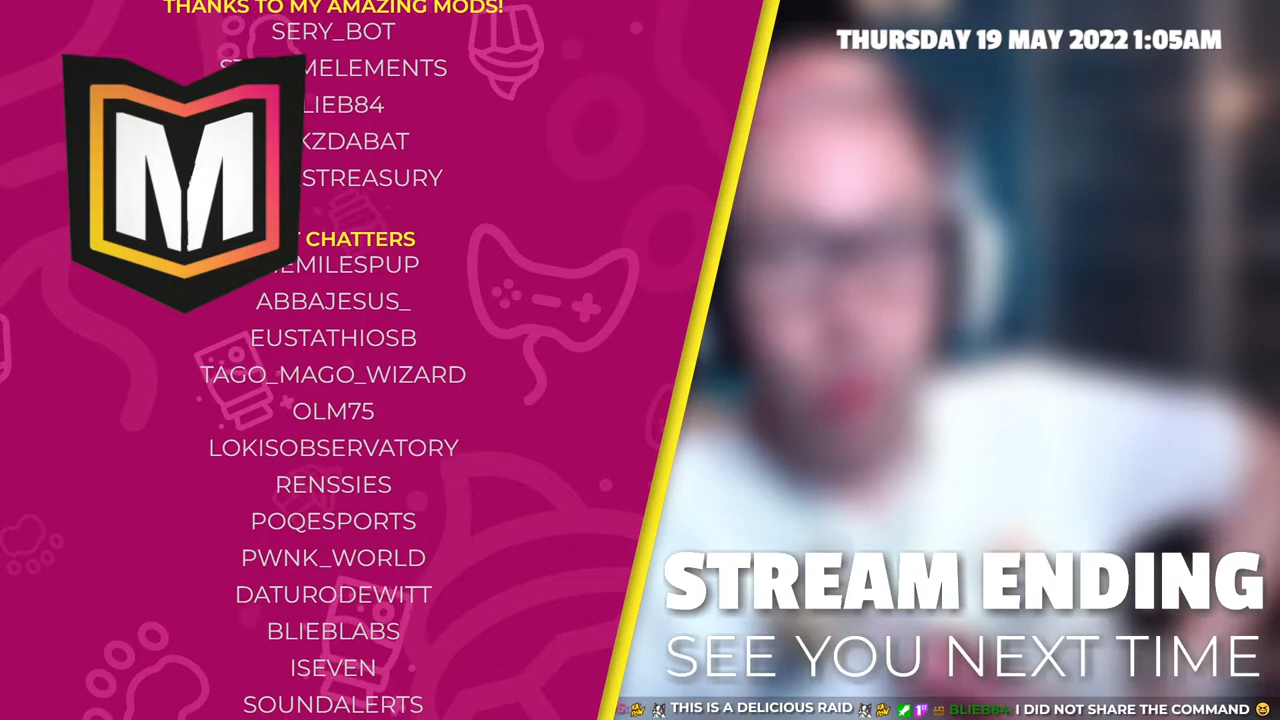 THANKS TO MY AMAZING MODS!
SERY_BOT
MELEMENTS
LIEB84
KZDABAT
STREASURY
CHATTERS
EMILESPUP
ABBAJESUS_
EUSTATHIOSB
TAGO_MAGO_WIZARD
OLM75
LOKISOBSERVATORY
RENSSIES
POQESPORTS
PWNK_WORLD
DATURODEWITT
BLIEBLABS
ISEVEN
SOUNDALERTS
M
THURSDAY 19 MAY 2022 1:05AM
STREAM ENDING
SEE YOU NEXT TIME
THIS IS A DELICIOUS RAID 1ST BLIEB84: I DID NOT SHARE THE COMMAND